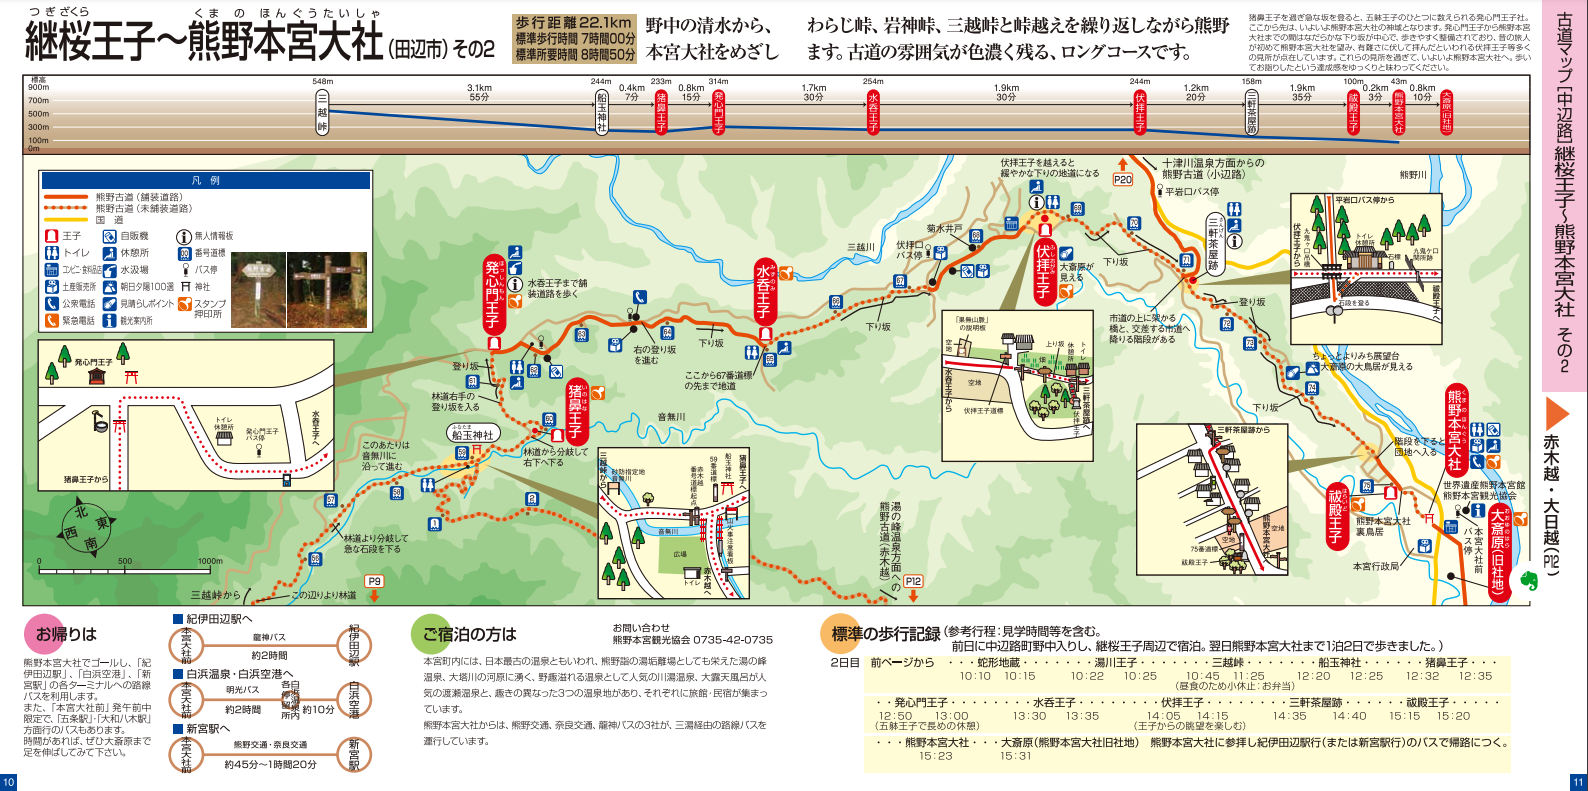 つぎざくら
くまのほんぐうたいしゃ
継桜王子〜熊野本宮大社(田辺市)その2
歩行距離22.1km
標準歩行時間 7時間00分
標準所要時間 8時間50分
野中の清水から、
本宮大社をめざし
わらじ峠、岩神峠、三越峠と峠越えを繰り返しながら熊野
ます。古道の雰囲気が色濃く残る、ロングコースです。
猪鼻王子を過ぎ急な坂を登ると、五躰王子のひとつに数えられる発心門王子社。
ここから先は、いよいよ熊野本宮大社の神域となります。発心門王子から熊野本
宮大社までの間はなだらかな下り坂が中心で、歩きやすく整備されており、昔の旅人
が初めて熊野本宮大社を望み、有難さに伏して拝んだといわれる伏拝王子等多く
の見所が点在しています。これらの見所を過ぎて、いよいよ熊野本宮大社へ。歩い
てお詣りしたという達成感をゆっくりと味わってください。
古道マップ[中辺路]継桜王子〜熊野本宮大社 その2
赤木越・大日越(P12)
標高
900m
700m
500m
300m
100m
0m
548m
三越峠
3.1km
55分
244m
船玉神社
0.4km
7分
233m
猪鼻王子
0.8km
15分
314m
発心門王子
1.7km
30分
254m
水呑王子
1.9km
30分
244m
伏拝王子
1.2km
20分
158m
三軒茶屋跡
1.9km
35分
100m
祓殿王子
0.2km
3分
43m
熊野本宮大社
0.8km
10分
大斎原(旧社地)
凡 例
熊野古道(舗装道路)
熊野古道(未舗装道路)
国 道
王子
自販機
無人情報板
トイレ
休憩所
番号道標
コンビニ・食料品店
水汲場
バス停
土産販売所
朝日夕陽100選
神社
公衆電話
見晴らしポイント
スタンプ
押印所
緊急電話
観光案内所
発心門王子
ほっしんもん
水呑王子まで舗
装道路を歩く
登り坂
林道右手の
登り坂を入る
猪鼻王子
いのはな
船玉神社
ふなたま
林道から分岐して
右下へ下る
このあたりは
音無川に
沿って進む
林道より分岐して
急な石段を下る
三越峠から
この辺りより林道
P9
右の登り坂
を進む
下り坂
水呑王子
みずのみ
ここから67番道標
の先まで地道
音無川
下り坂
三越川
伏拝口
バス停
菊水井戸
伏拝王子を越えると
緩やかな下りの地道になる
伏拝王子
ふしおがみ
大斎原が
見える
下り坂
P20
十津川温泉方面からの
熊野古道(小辺路)
平岩口バス停
三軒茶屋跡
熊野川
市道の上に架かる
橋と、交差する市道へ
降りる階段がある
登り坂
ちょっとよりみち展望台
大斎原の大鳥居が見える
下り坂
階段を下ると
団地へ入る
熊野本宮大社
くまのほんぐう
世界遺産熊野本宮館
熊野本宮観光協会
祓殿王子
熊野本宮大社
裏鳥居
本宮行政局
本宮大社前
バス停
大斎原(旧社地)
おおゆのはら
湯の峰温泉方面への
熊野古道(赤木越)
P12
発心門王子
トイレ
休憩所
発心門王子
バス停
水呑王子へ
猪鼻王子から
北
東
西
南
0
500
1000m
三越峠から
砂防指定地
音無川
59番道標
赤木越
番号道標起点
船玉神社
猪鼻王子へ
音無川
広場
トイレ
山火事注意看板
赤木越へ
「果無山脈」
の説明板
空地
上り坂
畑
休憩所
トイレ
空地
水呑王子から
伏拝王子道標
三軒茶屋跡へ
伏拝王子
平岩口バス停から
伏拝王子から
九鬼ケ口
吊橋
トイレ
休憩所
石標
九鬼ケ口
関所跡
石段を登る
祓殿王子へ
三軒茶屋跡から
空地
空地
75番道標
祓殿王子
熊野本宮大社へ
お帰りは
熊野本宮大社でゴールし、「紀
伊田辺駅」、「白浜空港」、「新
宮駅」の各ターミナルへの路線
バスを利用します。
また、「本宮大社前」発午前中
限定で、「五条駅」・「大和八木駅」
方面行のバスもあります。
時間があれば、ぜひ大斎原まで
足を伸ばしてみて下さい。
紀伊田辺駅へ
本宮大社前
龍神バス
約2時間
紀伊田辺駅
白浜温泉・白浜空港へ
本宮大社前
明光バス
約2時間
白浜温泉内
各停留所
約10分
白浜空港
新宮駅へ
本宮大社前
熊野交通・奈良交通
約45分〜1時間20分
新宮駅
ご宿泊の方は
お問い合わせ
熊野本宮観光協会 0735-42-0735
本宮町内には、日本最古の温泉ともいわれ、熊野詣の湯垢離場としても栄えた湯の峰
温泉、大塔川の河原に湧く、野趣溢れる温泉として人気の川湯温泉、大露天風呂が人
気の渡瀬温泉と、趣きの異なった3つの温泉地があり、それぞれに旅館・民宿が集まっ
ています。
熊野本宮大社からは、熊野交通、奈良交通、龍神バスの3社が、三湯経由の路線バスを
運行しています。
標準の歩行記録(参考行程:見学時間等を含む。
前日に中辺路町野中入りし、継桜王子周辺で宿泊。翌日熊野本宮大社まで1泊2日で歩きました。)
2日目 前ページから ・・・・蛇形地蔵・・・・・・・湯川王子・・・・・・・三越峠・・・・・・・船玉神社・・・・・・猪鼻王子・・・
10:10 10:15 10:22 10:25 10:45 11:25 12:20 12:25 12:32 12:35
(昼食のため小休止:お弁当)
・・発心門王子・・・・・・・・水呑王子・・・・・・・・伏拝王子・・・・・・・・三軒茶屋跡・・・・・・祓殿王子・・・・・
12:50 13:00 13:30 13:35 14:05 14:15 14:35 14:40 15:15 15:20
(五躰王子で長めの休憩)
(王子からの眺望を楽しむ)
・・・熊野本宮大社・・・大斎原(熊野本宮大社旧社地) 熊野本宮大社に参拝し紀伊田辺駅行(または新宮駅行)のバスで帰路につく。
15:23 15:31
10
11